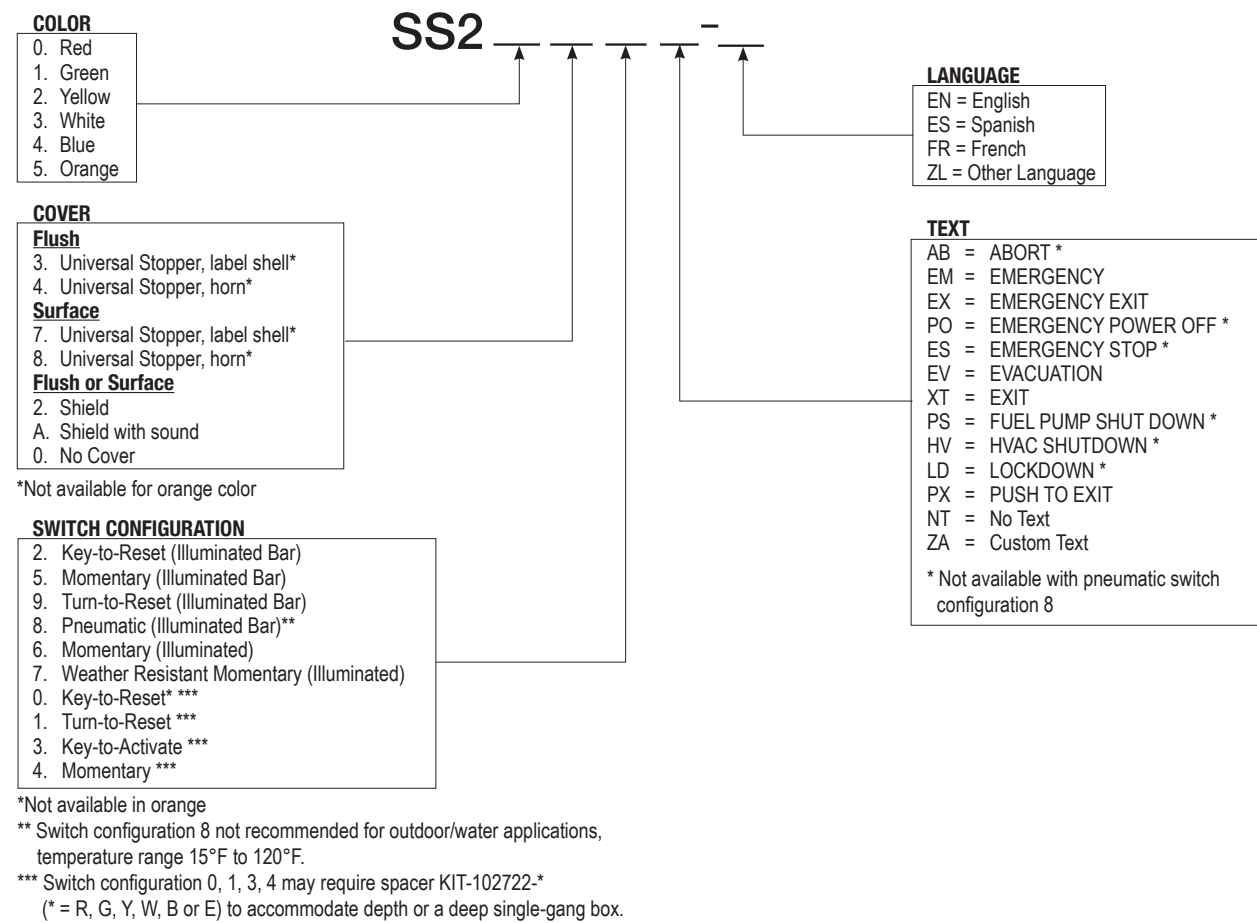 SS2 __ __ __ __ - __
COLOR
0. Red
1. Green
2. Yellow
3. White
4. Blue
5. Orange
COVER
Flush
3. Universal Stopper, label shell*
4. Universal Stopper, horn*
Surface
7. Universal Stopper, label shell*
8. Universal Stopper, horn*
Flush or Surface
2. Shield
A. Shield with sound
0. No Cover
*Not available for orange color
SWITCH CONFIGURATION
2. Key-to-Reset (Illuminated Bar)
5. Momentary (Illuminated Bar)
9. Turn-to-Reset (Illuminated Bar)
8. Pneumatic (Illuminated Bar)**
6. Momentary (Illuminated)
7. Weather Resistant Momentary (Illuminated)
0. Key-to-Reset* ***
1. Turn-to-Reset ***
3. Key-to-Activate ***
4. Momentary ***
*Not available in orange
** Switch configuration 8 not recommended for outdoor/water applications,
temperature range 15°F to 120°F.
*** Switch configuration 0, 1, 3, 4 may require spacer KIT-102722-*
(* = R, G, Y, W, B or E) to accommodate depth or a deep single-gang box.
LANGUAGE
EN = English
ES = Spanish
FR = French
ZL = Other Language
TEXT
AB = ABORT *
EM = EMERGENCY
EX = EMERGENCY EXIT
PO = EMERGENCY POWER OFF *
ES = EMERGENCY STOP *
EV = EVACUATION
XT = EXIT
PS = FUEL PUMP SHUT DOWN *
HV = HVAC SHUTDOWN *
LD = LOCKDOWN *
PX = PUSH TO EXIT
NT = No Text
ZA = Custom Text
* Not available with pneumatic switch
configuration 8